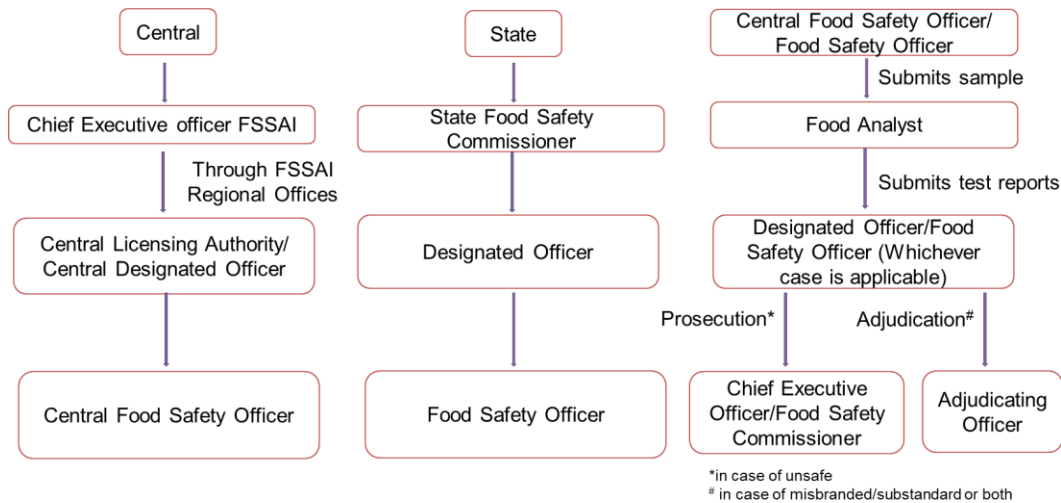 Central
Chief Executive officer FSSAI
Through FSSAI
Regional Offices
Central Licensing Authority/
Central Designated Officer
Central Food Safety Officer
State
State Food Safety
Commissioner
Designated Officer
Food Safety Officer
Central Food Safety Officer/
Food Safety Officer
Submits sample
Food Analyst
Submits test reports
Designated Officer/Food
Safety Officer (Whichever
case is applicable)
Prosecution*
Adjudication#
Chief Executive
Officer/Food Safety
Commissioner
Adjudicating
Officer
*in case of unsafe
# in case of misbranded/substandard or both